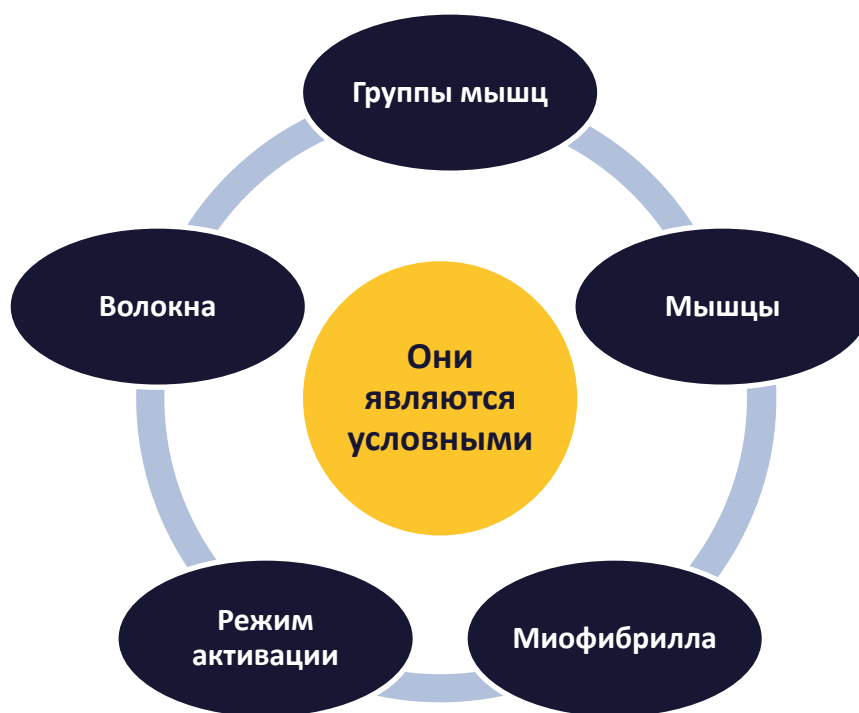 Группы мышц
Волокна
Мышцы
Они
являются
условными
Режим
активации
Миофибрилла